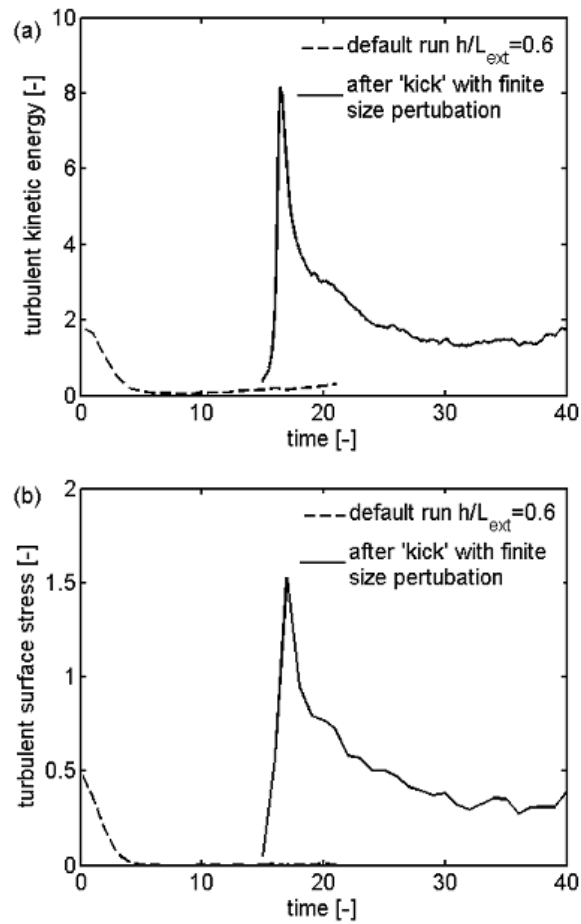 (a)
10
8
6
4
2
0
turbulent kinetic energy [-]
default run h/Lext=0.6
after 'kick' with finite
size pertubation
0
10
20
30
40
time [-]
(b)
2
1.5
1
0.5
0
turbulent surface stress [-]
default run h/Lext=0.6
after 'kick' with finite
size pertubation
0
10
20
30
40
time [-]